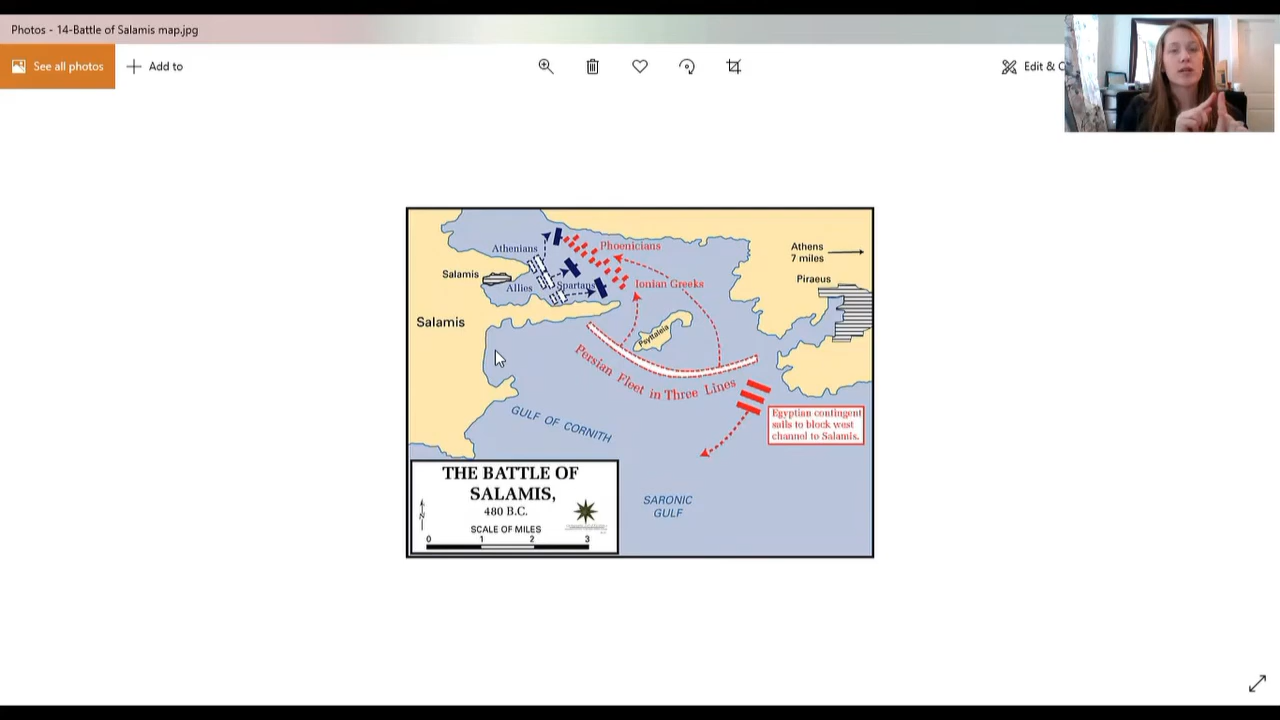 Photos - 14-Battle of Salamis map.jpg
See all photos
Add to
Edit & C
Athenians
Phoenicians
Athens
7 miles
Salamis
Piraeus
Allies
Spartans
Ionian Greeks
Salamis
Psyttaleia
Persian Fleet in Three Lines
Egyptian contingent
sails to block west
channel to Salamis.
GULF OF CORNITH
SARONIC
GULF
THE BATTLE OF
SALAMIS,
480 B.C.
N
SCALE OF MILES
0 1 2 3